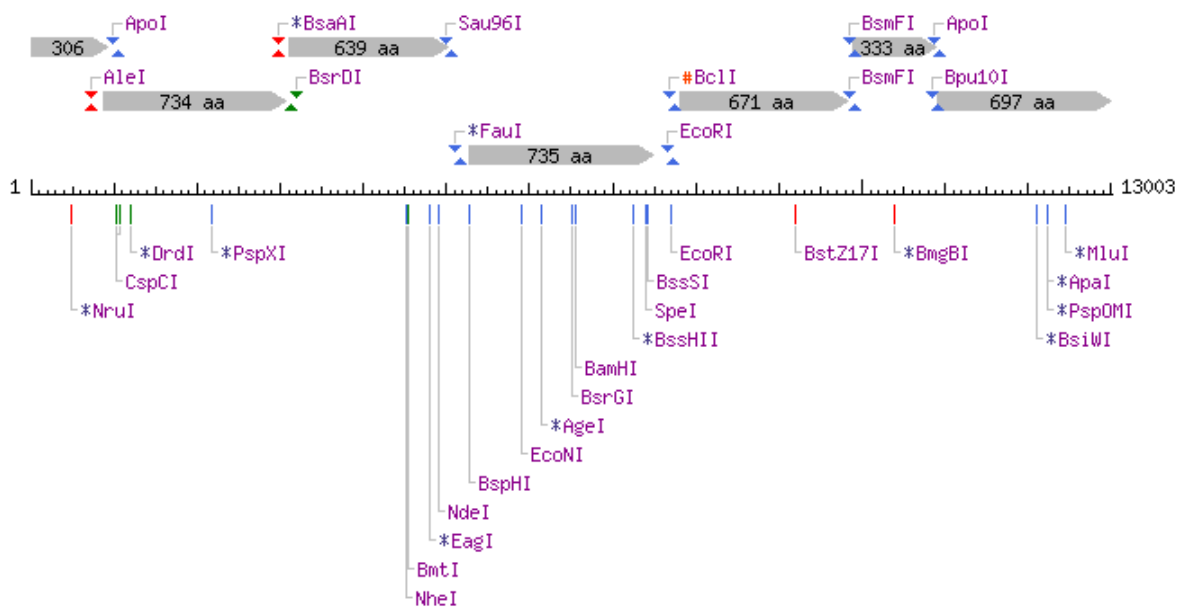 ApoI *BsaAI Sau96I BsmFI ApoI
306 639 aa 333 aa
AleI BsrDI #BclI BsmFI Bpu10I
734 aa 671 aa 697 aa
*FauI EcoRI
735 aa
1 13003
*DrdI *PspXI EcoRI BstZ17I *BmgBI *MluI
CspCI BssSI *ApaI
*NruI SpeI *PspOMI
*BssHII *BsiWI
BamHI
BsrGI
*AgeI
EcoNI
BspHI
NdeI
*EagI
BmtI
NheI